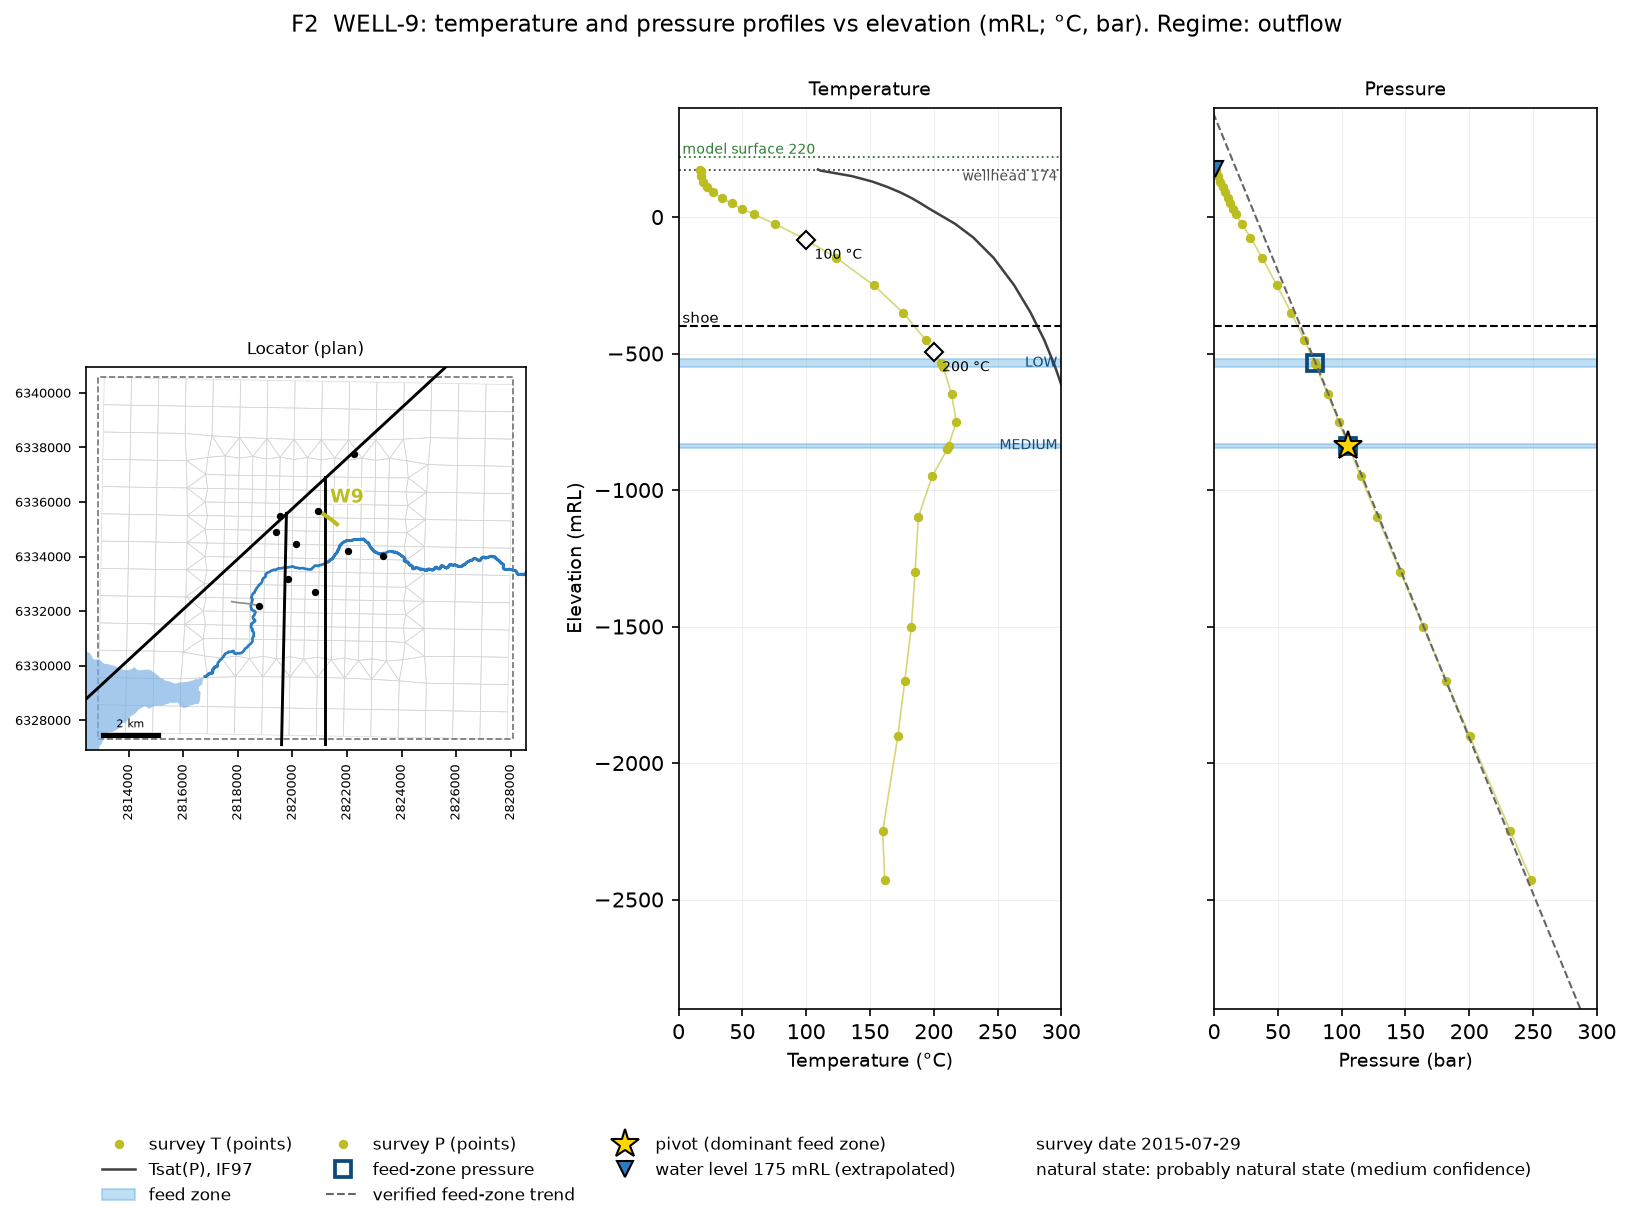 F2  WELL-9: temperature and pressure profiles vs elevation (mRL; °C, bar). Regime: outflow
Locator (plan)
6340000
6338000
6336000
6334000
6332000
6330000
6328000
W9
2 km
2814000
2816000
2818000
2820000
2822000
2824000
2826000
2828000
Temperature
model surface 220
wellhead 174
100 °C
shoe
LOW
200 °C
MEDIUM
Elevation (mRL)
0
−500
−1000
−1500
−2000
−2500
0
50
100
150
200
250
300
Temperature (°C)
Pressure
0
50
100
150
200
250
300
Pressure (bar)
survey T (points)
Tsat(P), IF97
feed zone
survey P (points)
feed-zone pressure
verified feed-zone trend
pivot (dominant feed zone)
water level 175 mRL (extrapolated)
survey date 2015-07-29
natural state: probably natural state (medium confidence)